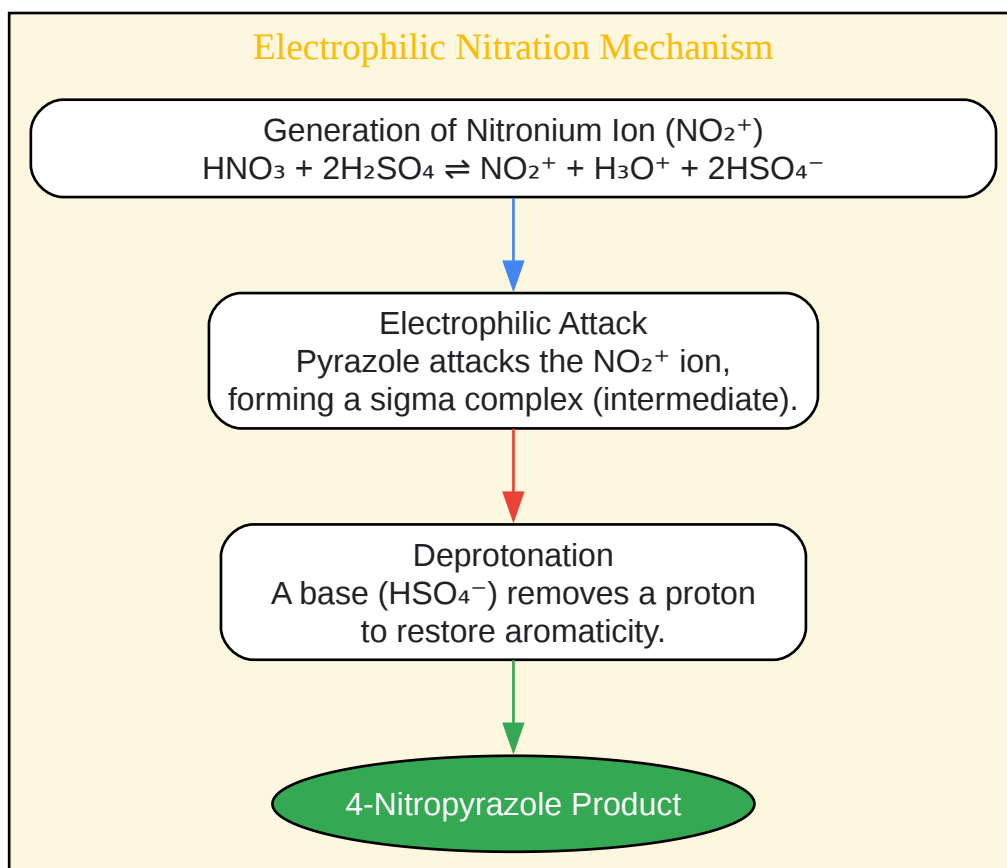 Electrophilic Nitration Mechanism
Generation of Nitronium Ion (NO₂⁺)
HNO₃ + 2H₂SO₄ ⇌ NO₂⁺ + H₃O⁺ + 2HSO₄⁻
Electrophilic Attack
Pyrazole attacks the NO₂⁺ ion,
forming a sigma complex (intermediate).
Deprotonation
A base (HSO₄⁻) removes a proton
to restore aromaticity.
4-Nitropyrazole Product